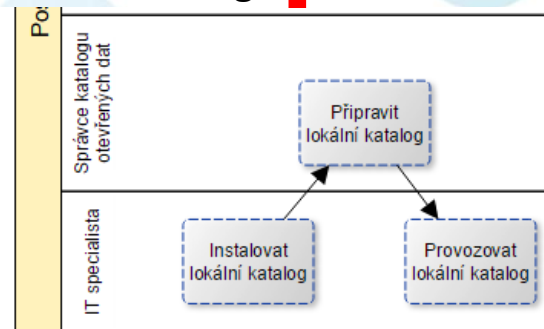 Správce katalogu
otevřených dat
Připravit
lokální katalog
IT specialista
Instalovat
lokální katalog
Provozovat
lokální katalog